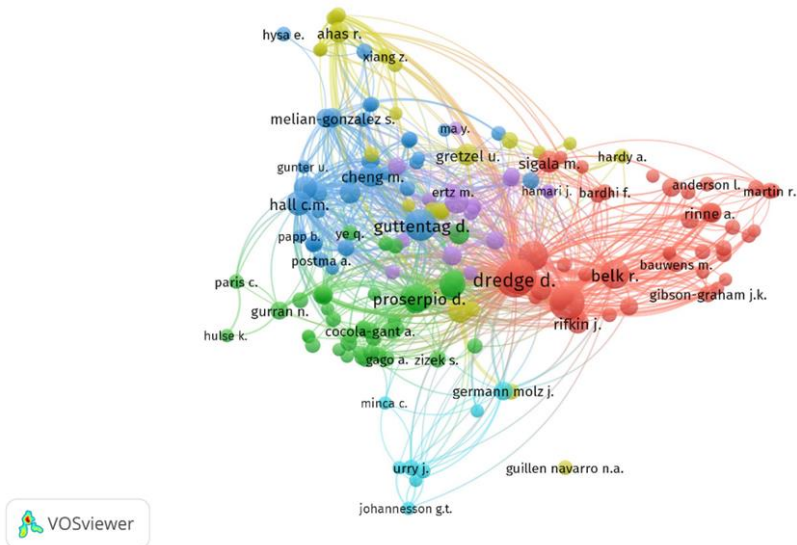 hysa e.
ahas r.
xiang z.
melian-gonzalez s.
ma y.
gretzel u.
sigala m.
hardy a.
gunter u.
cheng m.
ertz m.
hamari j.
bardhi f.
anderson l.
martin r.
hall c.m.
rinne a.
guttentag d.
papp b.
ye q.
postma a.
bauwens m.
paris c.
dredge d.
belk r.
proserpio d.
gibson-graham j.k.
gurran n.
rifkin j.
hulse k.
cocola-gant a.
gago a.
zizek s.
germann molz j.
minca c.
urry j.
guillen navarro n.a.
johannesson g.t.
VOSviewer